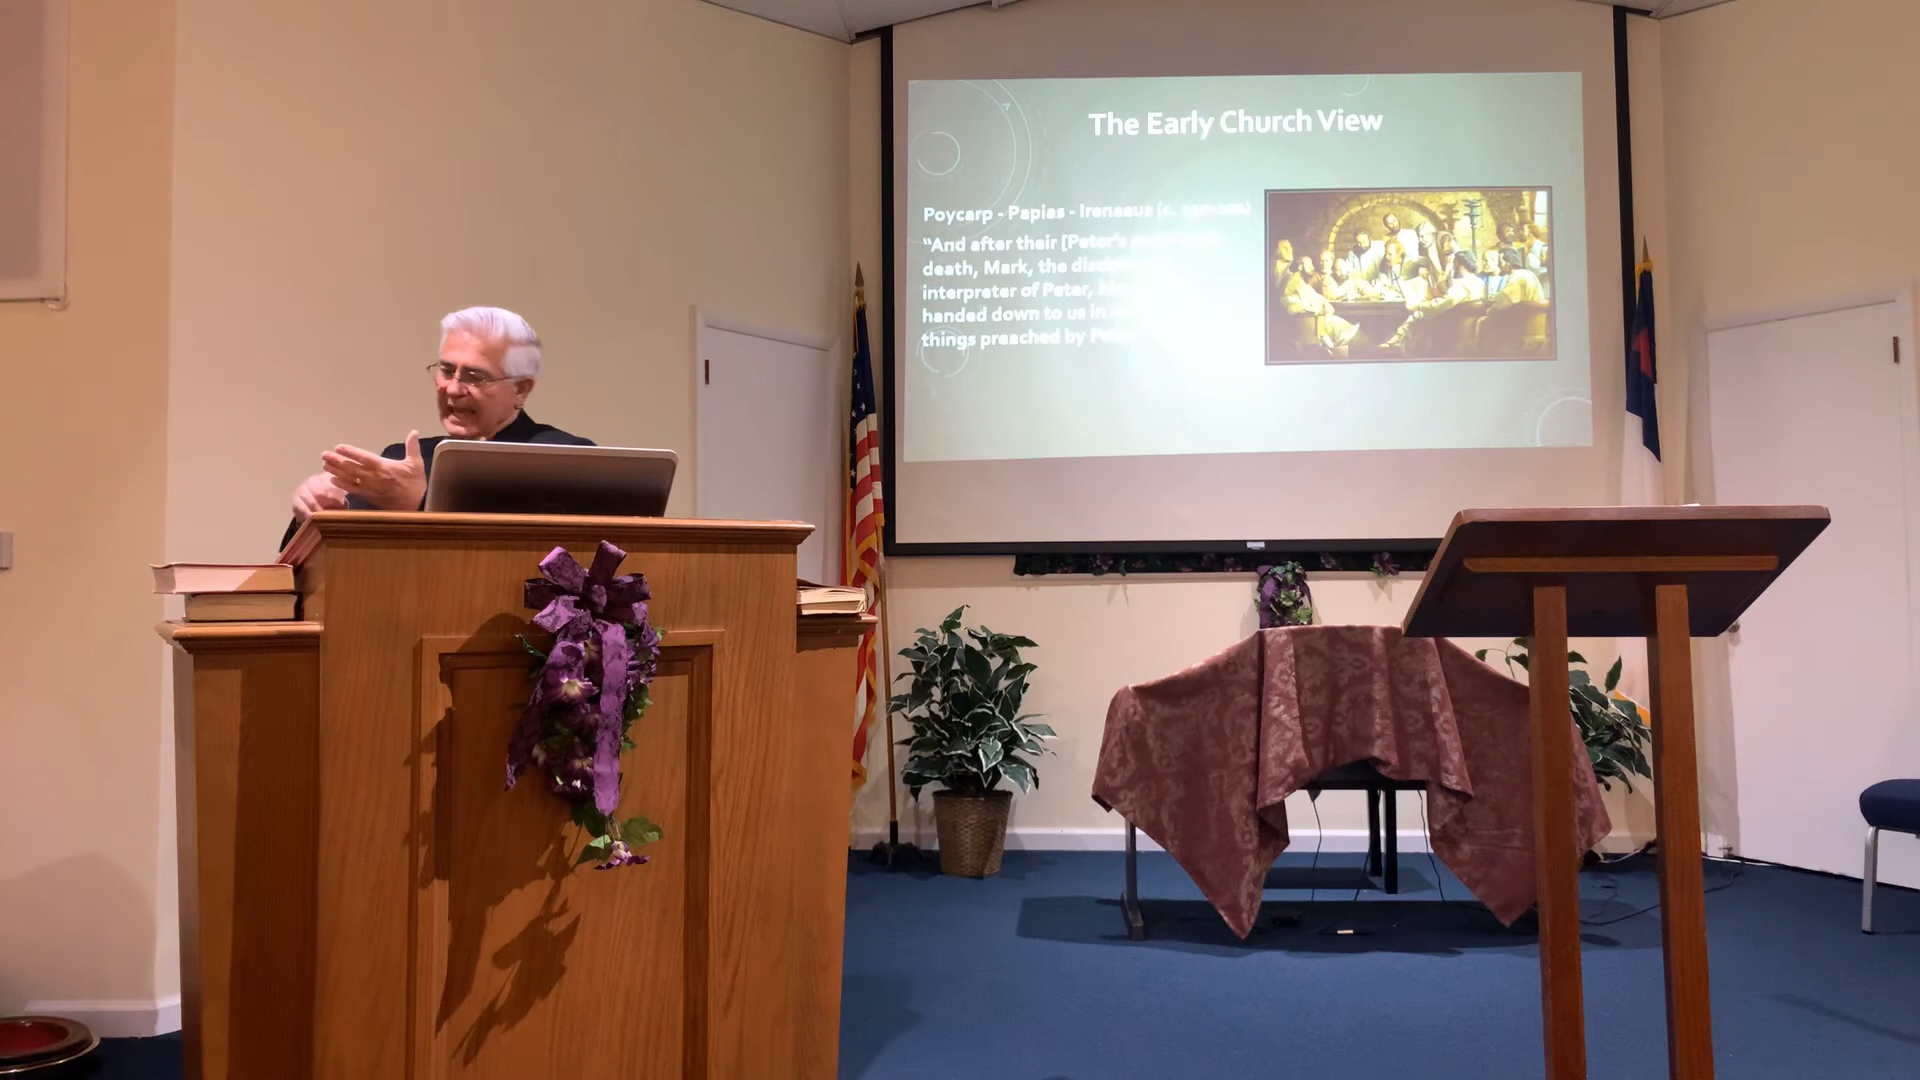 The Early Church View
Poycarp - Papias - Irenaeus (c.
"And after their [Peter's
death, Mark, the
interpreter of Peter,
handed down to us in
things preached by